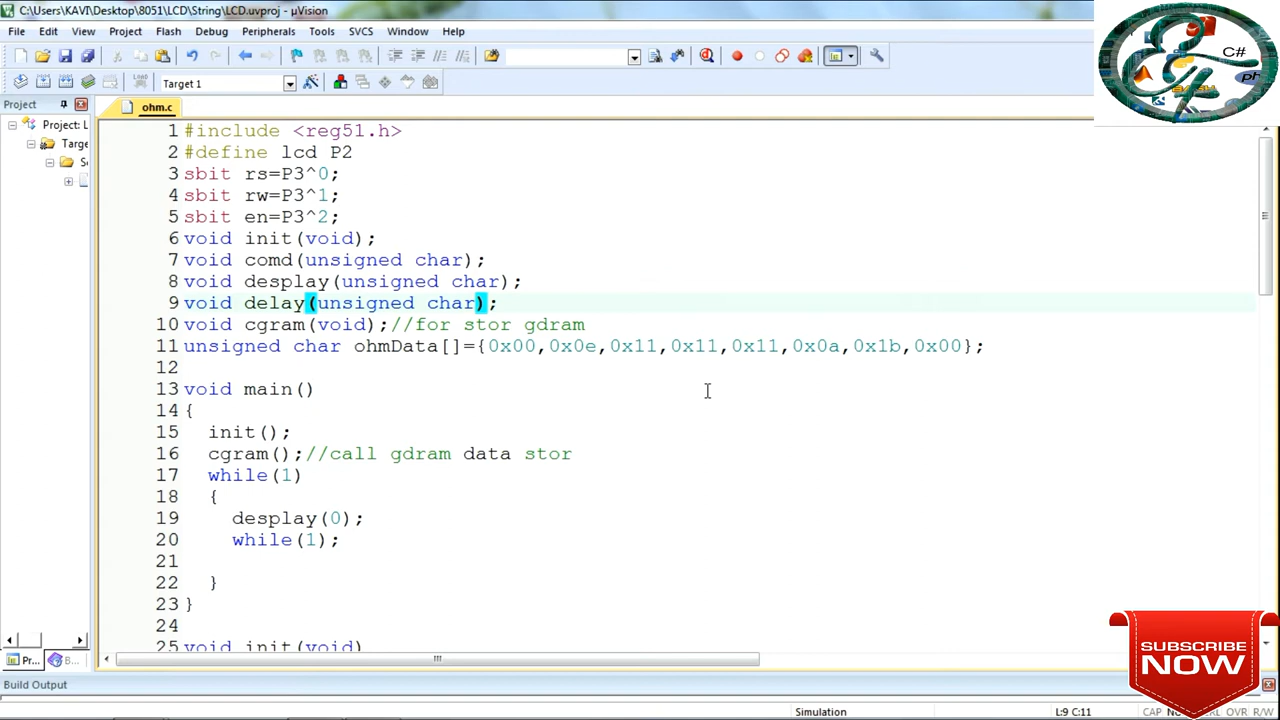 C:\Users\KAVI\Desktop\8051\LCD\String\LCD.uvproj - µVision
File Edit View Project Flash Debug Peripherals Tools SVCS Window Help
LOAD Target 1
C#
Project
ohm.c
Project: L
Targe
1 #include <reg51.h>
2 #define lcd P2
3 sbit rs=P3^0;
4 sbit rw=P3^1;
5 sbit en=P3^2;
6 void init(void);
7 void comd(unsigned char);
8 void desplay(unsigned char);
9 void delay(unsigned char);
10 void cgram(void);//for stor gdram
11 unsigned char ohmData[]={0x00,0x0e,0x11,0x11,0x11,0x0a,0x1b,0x00};
12
13 void main()
14 {
15 init();
16 cgram();//call gdram data stor
17 while(1)
18 {
19 desplay(0);
20 while(1);
21
22 }
23 }
24
25 void init(void)
Pr... B...
SUBSCRIBE
NOW
Build Output
Simulation L:9 C:11 CAP OVR R/W